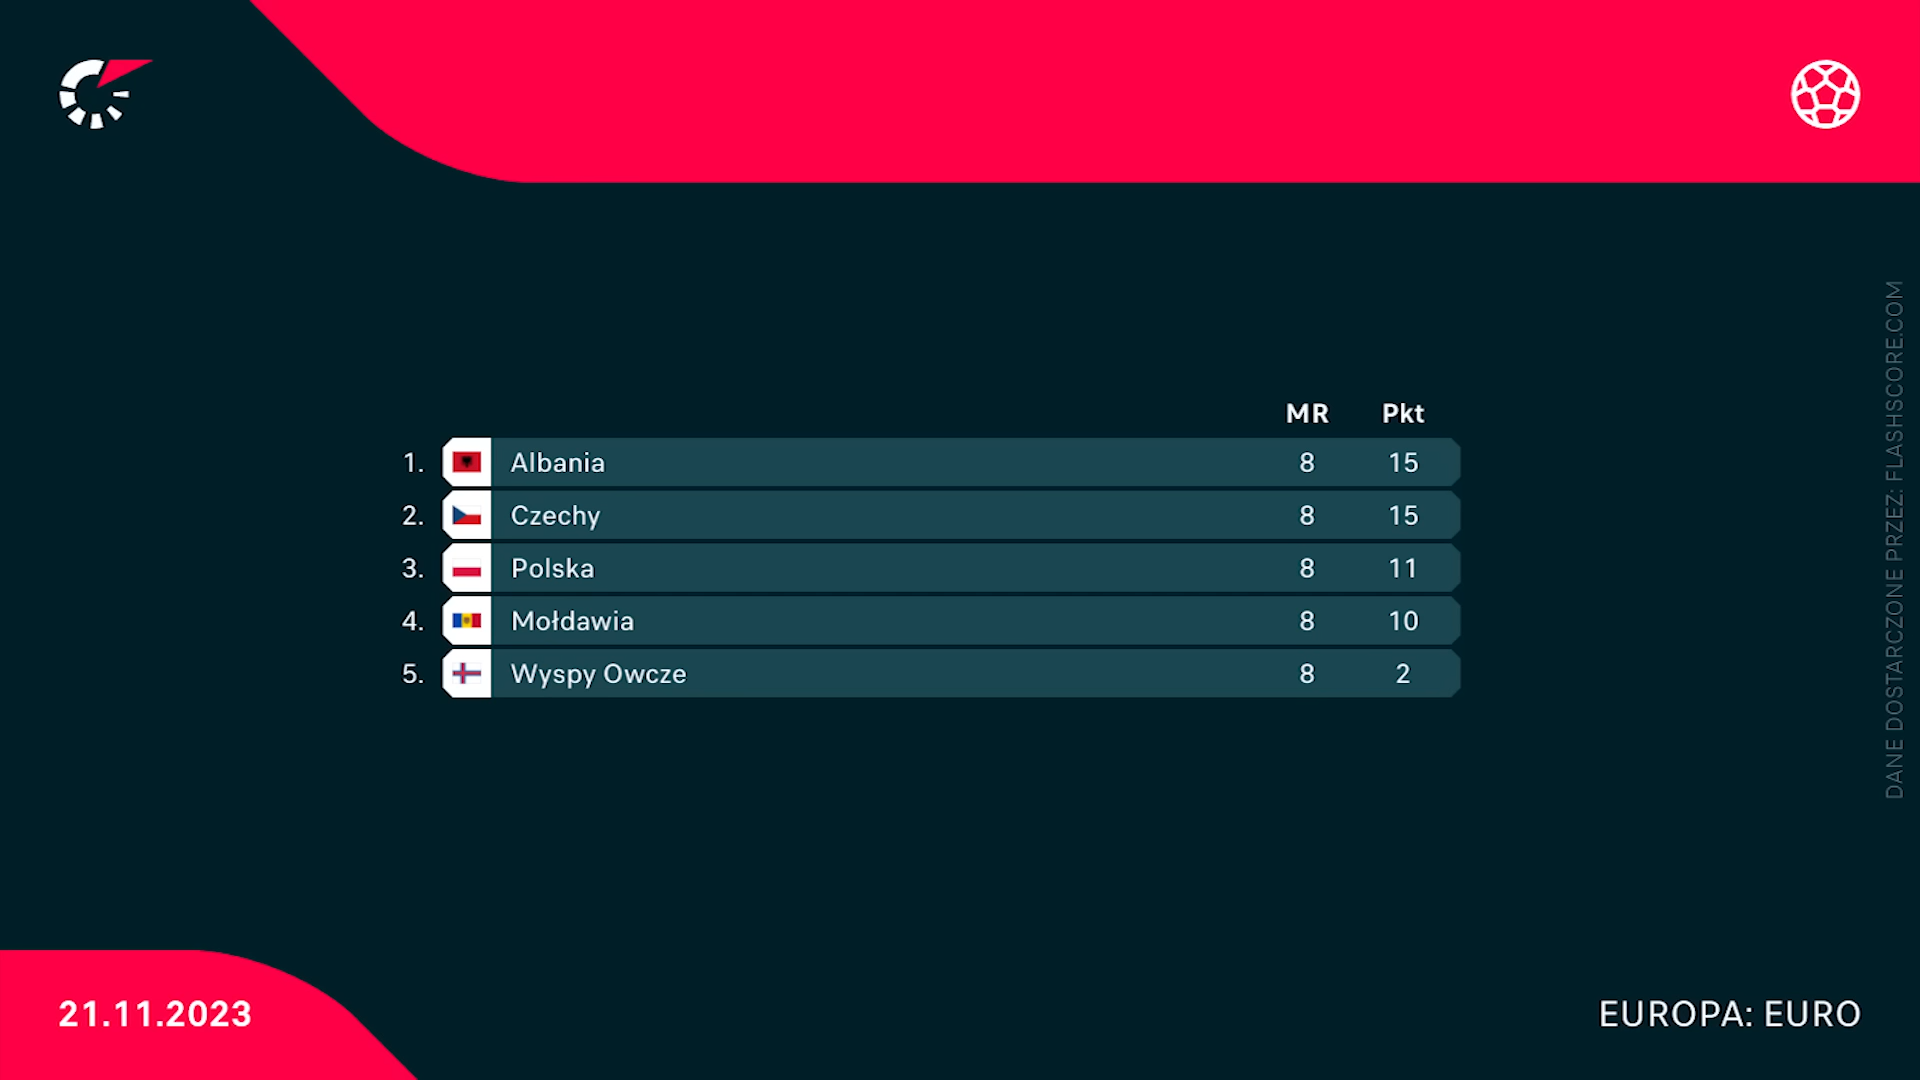 MR Pkt
1. Albania 8 15
2. Czechy 8 15
3. Polska 8 11
4. Mołdawia 8 10
5. Wyspy Owcze 8 2
DANE DOSTARCZONE PRZEZ: FLASHSCORE.COM
21.11.2023
EUROPA: EURO